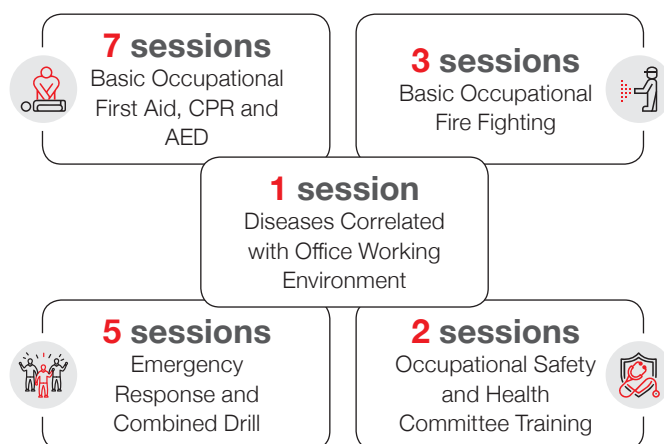 7 sessions
Basic Occupational
First Aid, CPR and
AED
3 sessions
Basic Occupational
Fire Fighting
1 session
Diseases Correlated
with Office Working
Environment
5 sessions
Emergency
Response and
Combined Drill
2 sessions
Occupational Safety
and Health
Committee Training